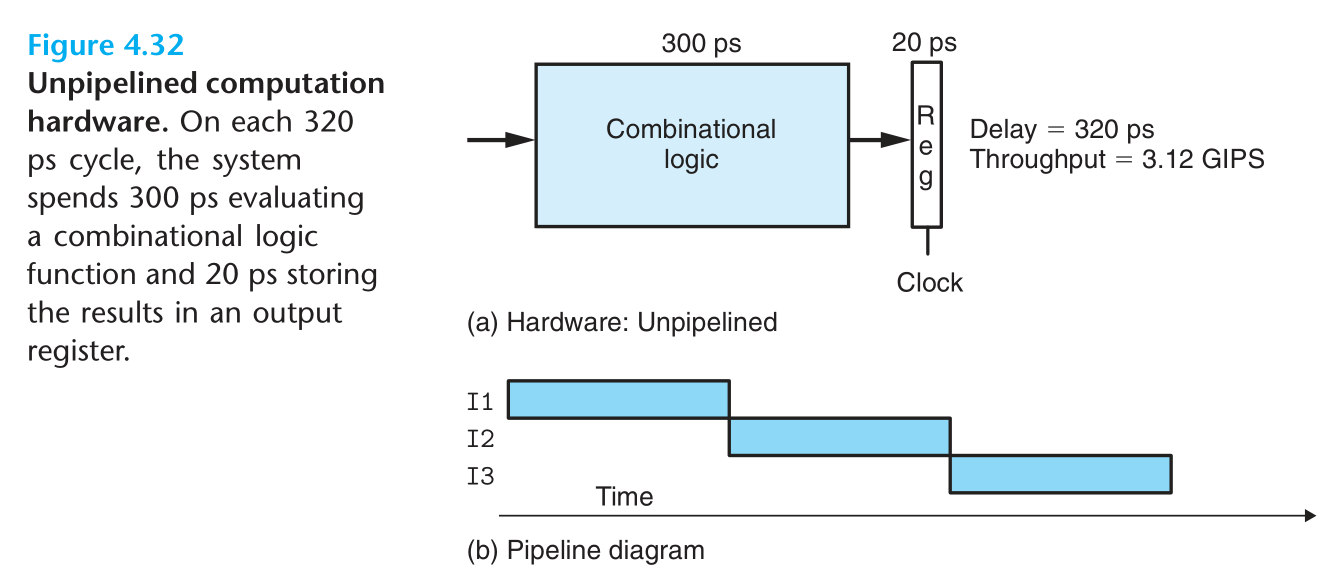 Figure 4.32
Unpipelined computation
hardware. On each 320
ps cycle, the system
spends 300 ps evaluating
a combinational logic
function and 20 ps storing
the results in an output
register.
300 ps
20 ps
Combinational
logic
R
e
g
Delay = 320 ps
Throughput = 3.12 GIPS
Clock
(a) Hardware: Unpipelined
I1
I2
I3
Time
(b) Pipeline diagram